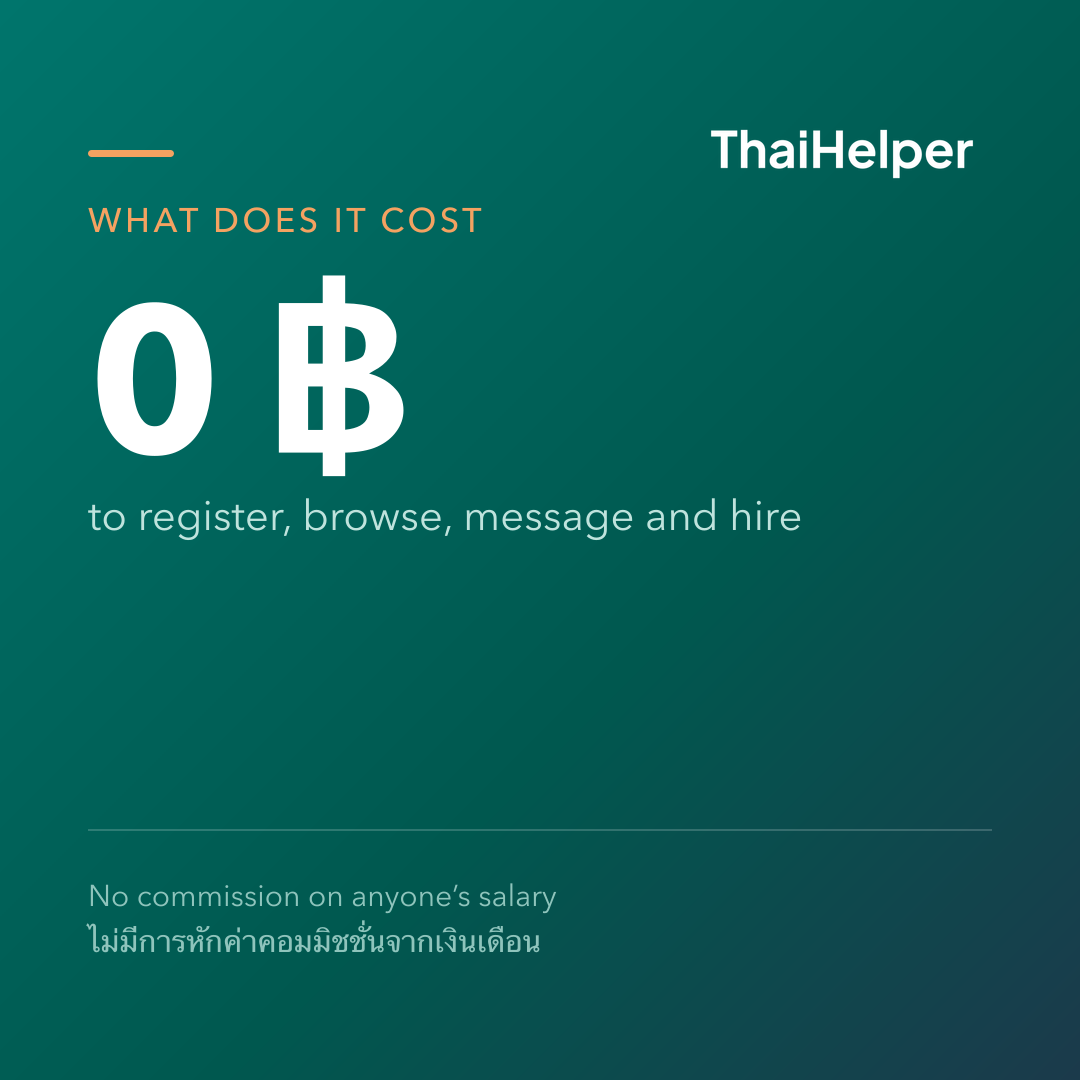 ThaiHelper
WHAT DOES IT COST
0 ฿
to register, browse, message and hire
No commission on anyone’s salary
ไม่มีการหักค่าคอมมิชชั่นจากเงินเดือน